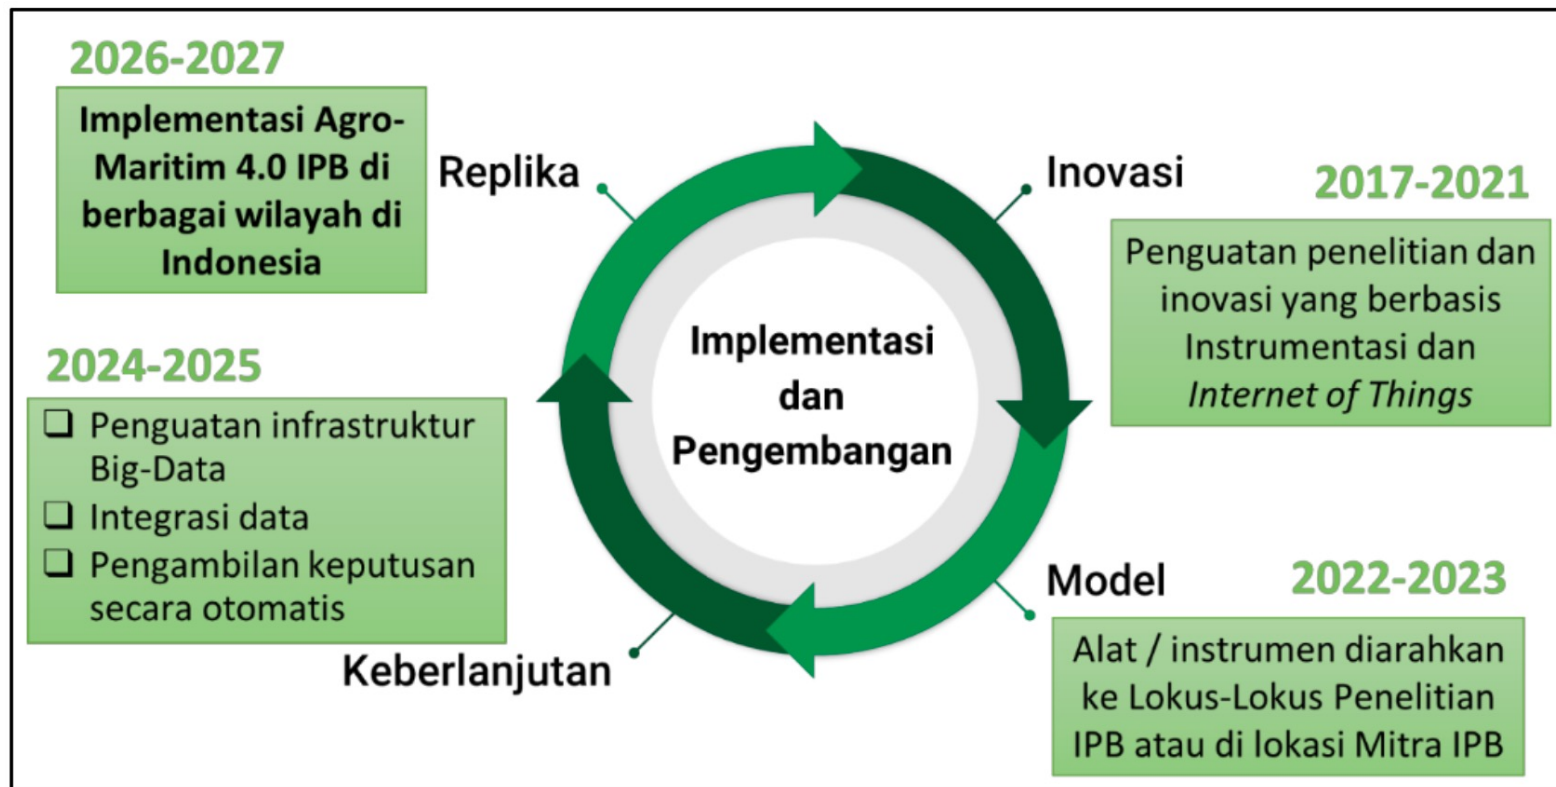 2026-2027
Implementasi Agro-
Maritim 4.0 IPB di
berbagai wilayah di
Indonesia
Replika
Inovasi
2017-2021
Penguatan penelitian dan
inovasi yang berbasis
Instrumentasi dan
Internet of Things
Implementasi
dan
Pengembangan
2024-2025
❑ Penguatan infrastruktur
Big-Data
❑ Integrasi data
❑ Pengambilan keputusan
secara otomatis
Keberlanjutan
Model
2022-2023
Alat / instrumen diarahkan
ke Lokus-Lokus Penelitian
IPB atau di lokasi Mitra IPB